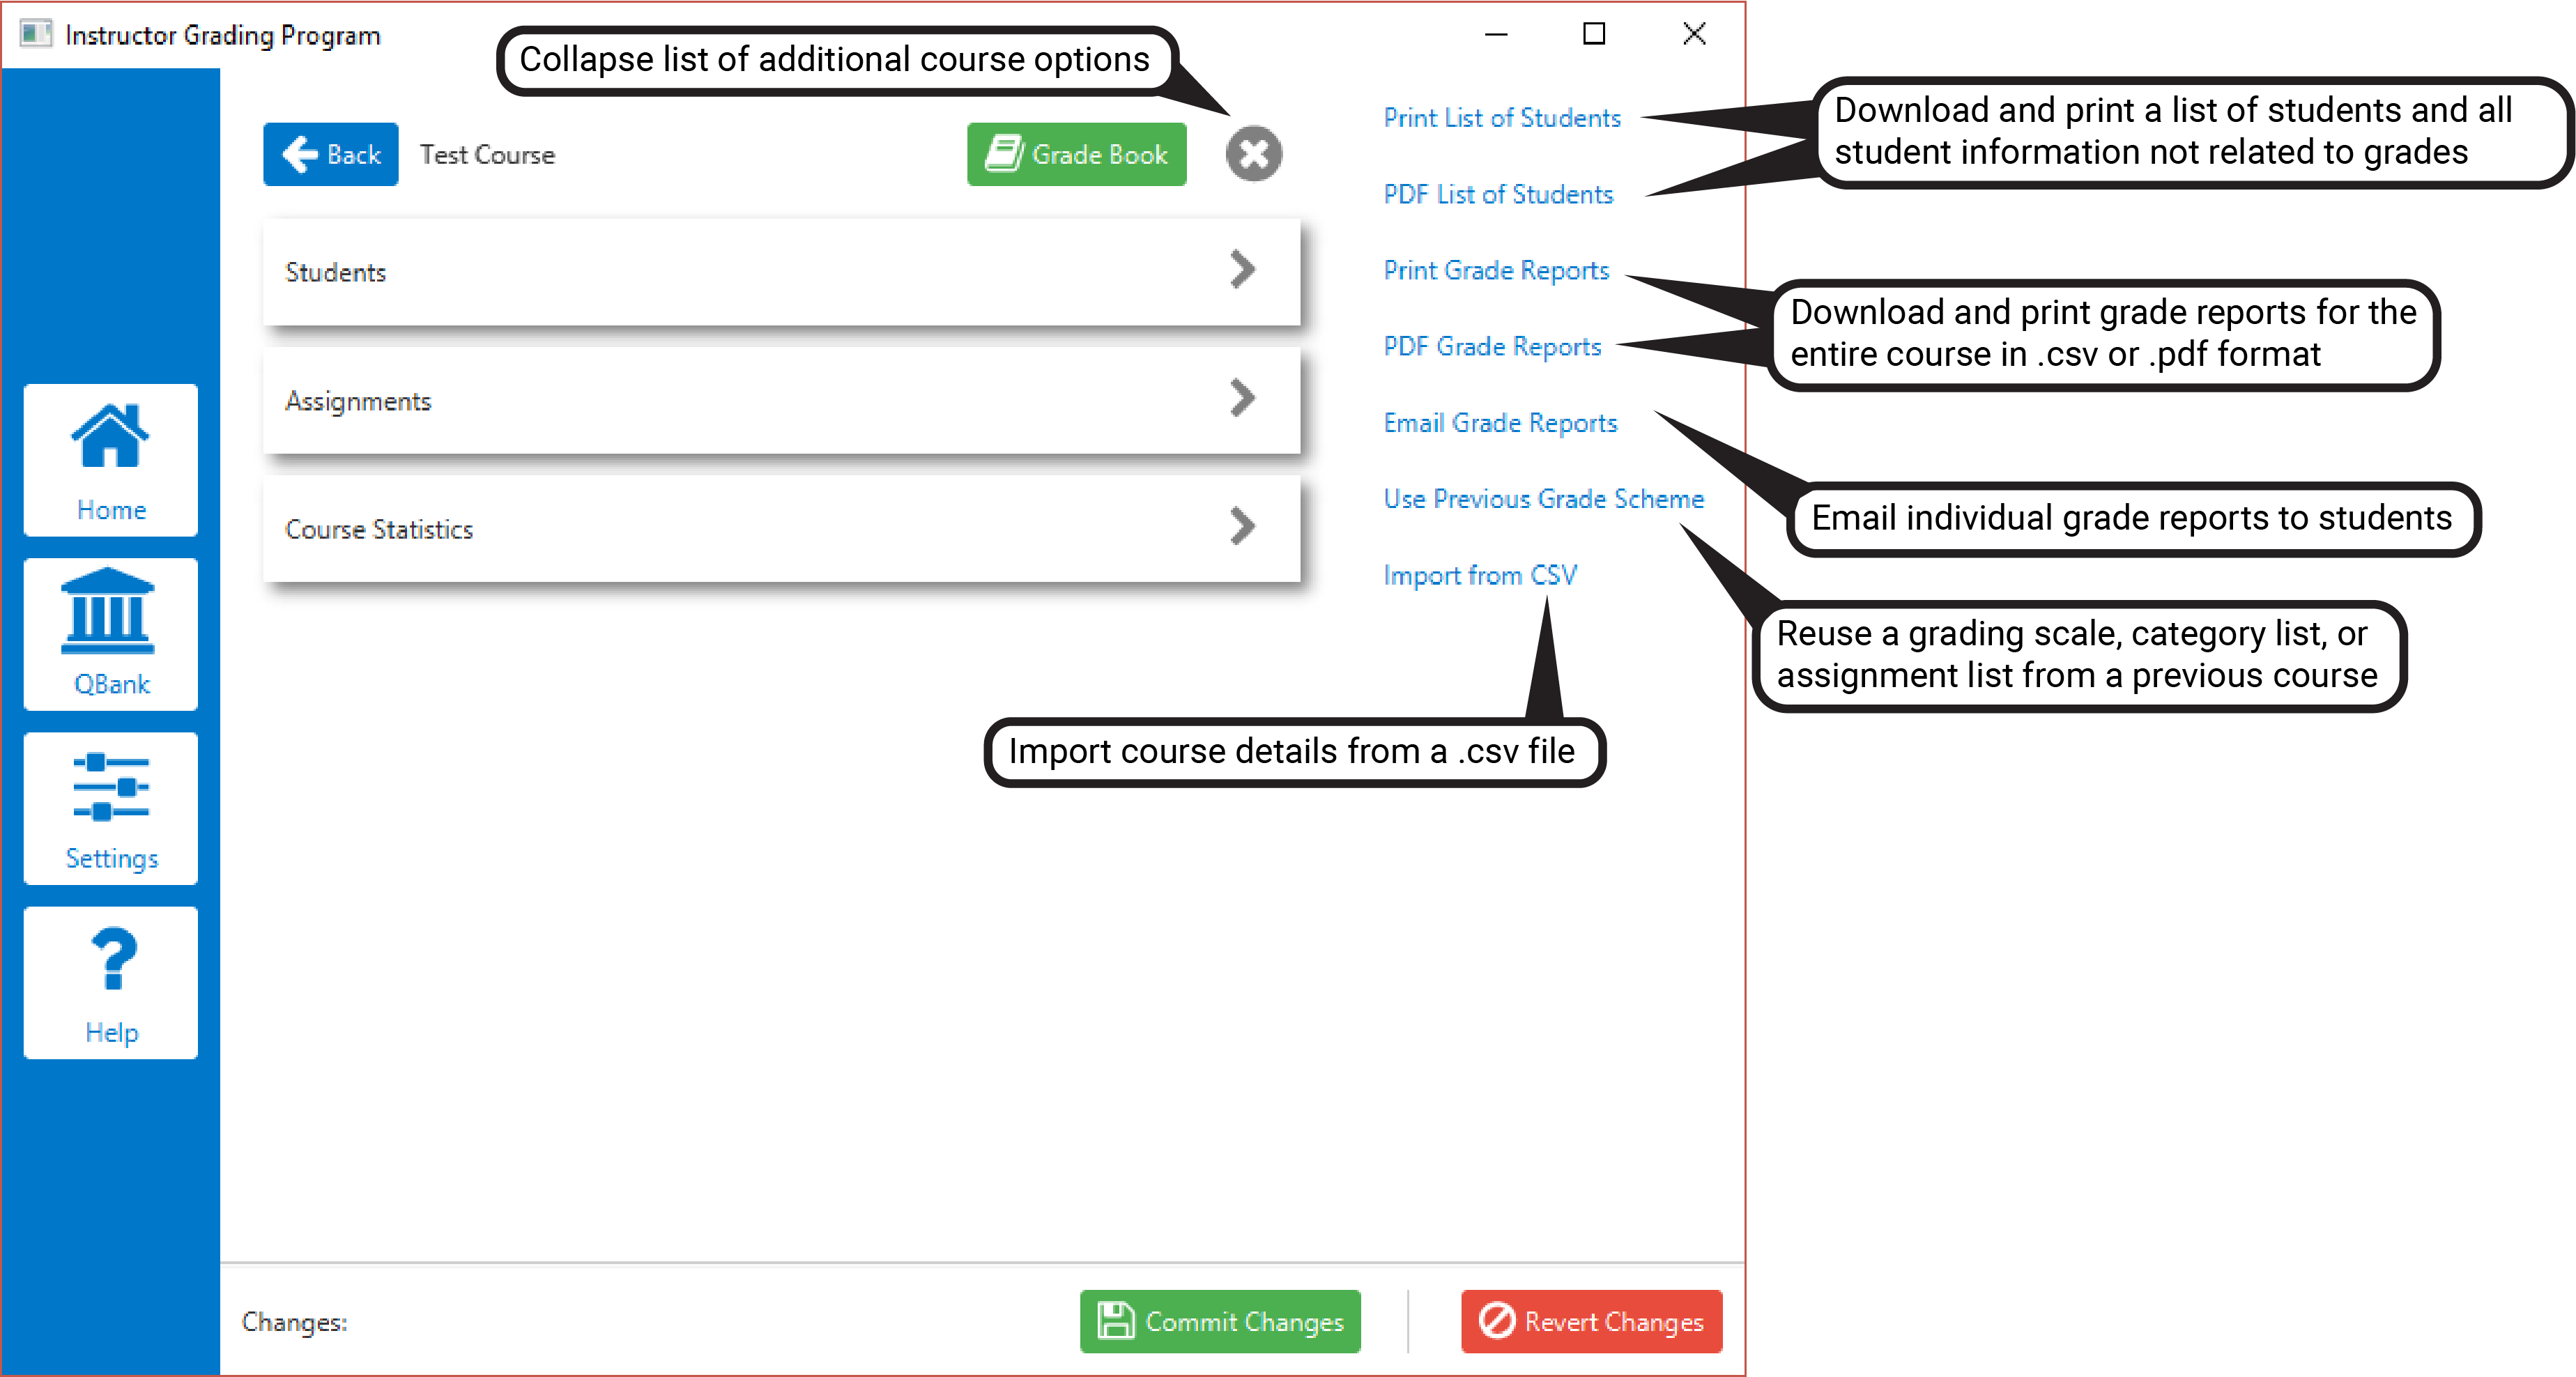 Instructor Grading Program
Collapse list of additional course options
Back
Test Course
Grade Book
Students
Assignments
Course Statistics
Print List of Students
PDF List of Students
Print Grade Reports
PDF Grade Reports
Email Grade Reports
Use Previous Grade Scheme
Import from CSV
Download and print a list of students and all
student information not related to grades
Download and print grade reports for the
entire course in .csv or .pdf format
Email individual grade reports to students
Reuse a grading scale, category list, or
assignment list from a previous course
Import course details from a .csv file
Home
QBank
Settings
Help
Changes:
Commit Changes
Revert Changes